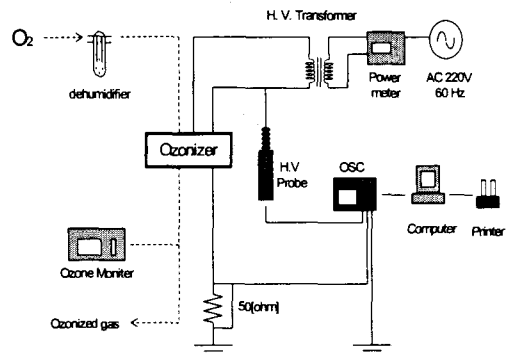 H. V. Transformer
O₂
dehumidifier
Power
meter
AC 220V
60 Hz
Ozonizer
H.V
Probe
OSC
Computer
Printer
Ozone Moniter
50[ohm]
Ozonized gas